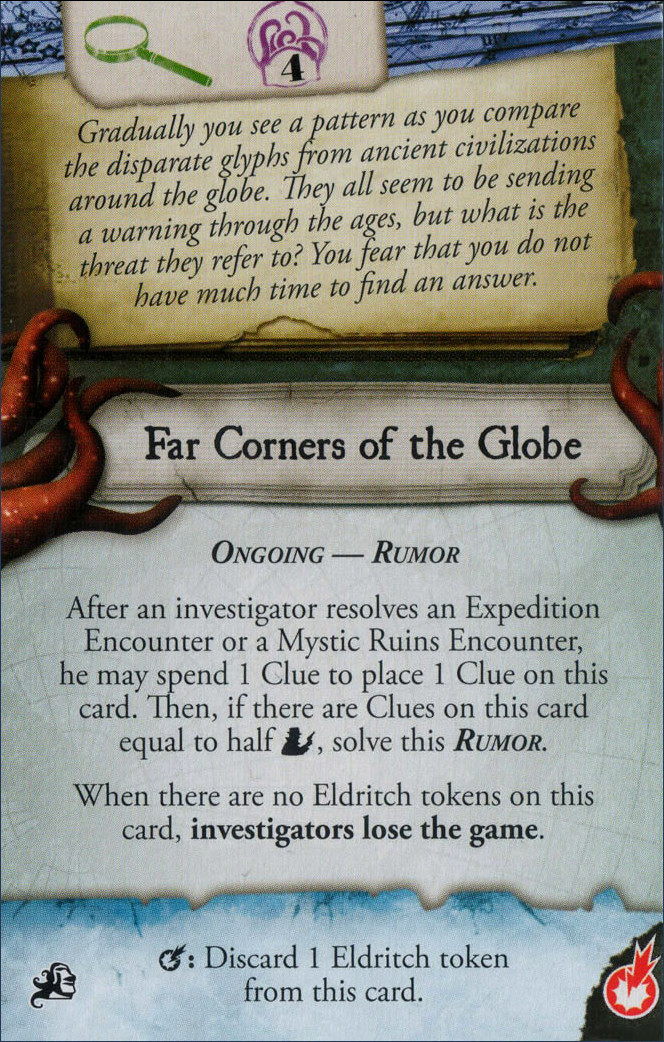 4
Gradually you see a pattern as you compare
the disparate glyphs from ancient civilizations
around the globe. They all seem to be sending
a warning through the ages, but what is the
threat they refer to? You fear that you do not
have much time to find an answer.
Far Corners of the Globe
Ongoing — Rumor
After an investigator resolves an Expedition
Encounter or a Mystic Ruins Encounter,
he may spend 1 Clue to place 1 Clue on this
card. Then, if there are Clues on this card
equal to half , solve this Rumor.
When there are no Eldritch tokens on this
card, investigators lose the game.
: Discard 1 Eldritch token
from this card.